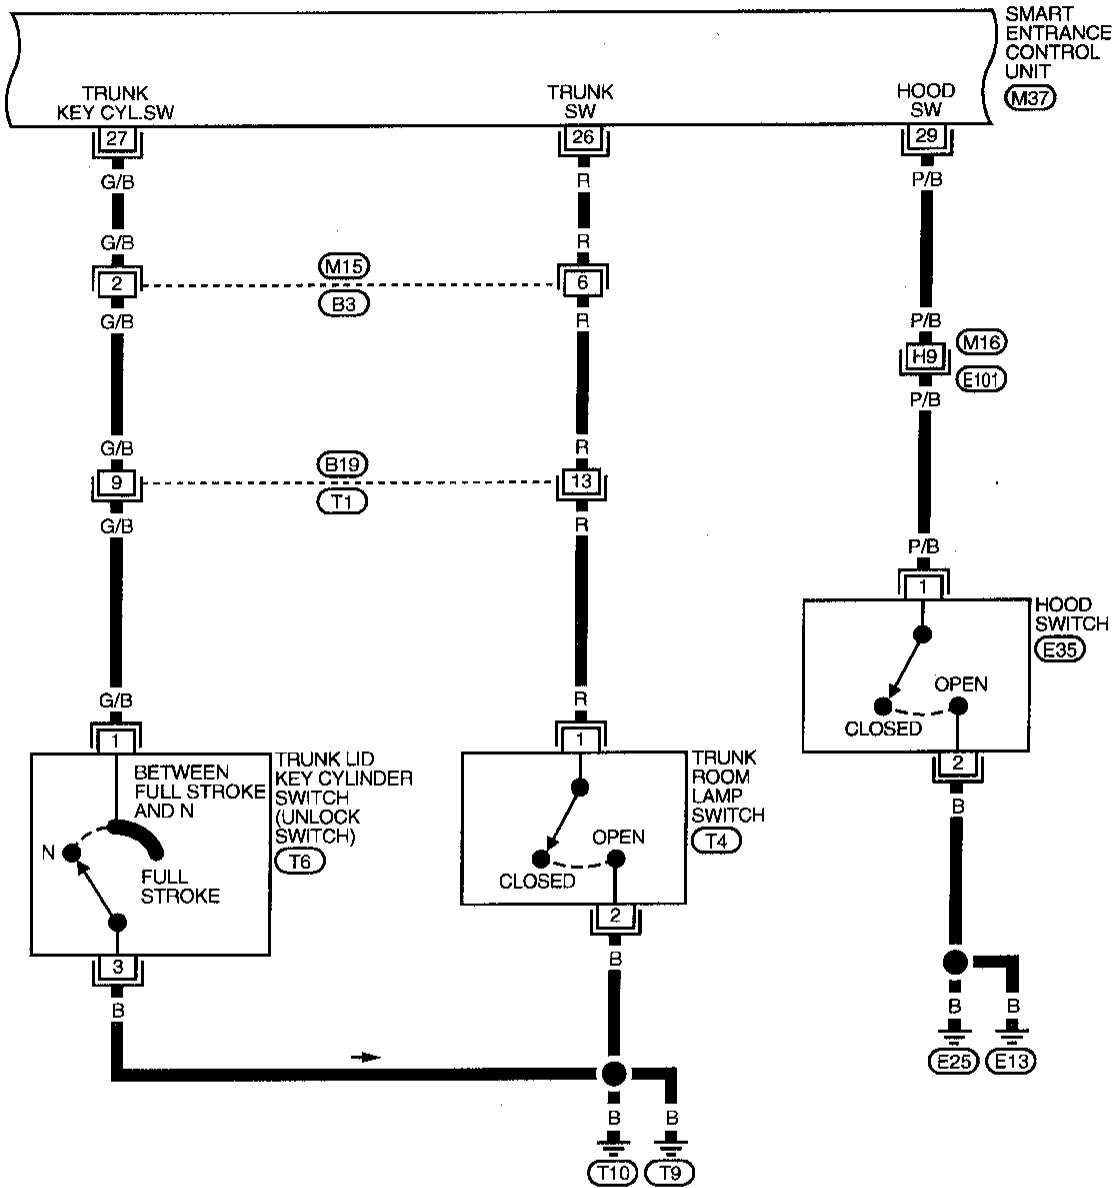 SMART
ENTRANCE
CONTROL
UNIT
M37
TRUNK
KEY CYL.SW
TRUNK
SW
HOOD
SW
27
26
29
G/B
R
P/B
G/B
R
M15
2
6
B3
G/B
R
P/B
H9
M16
E101
P/B
G/B
R
B19
9
13
T1
G/B
R
P/B
1
HOOD
SWITCH
E35
OPEN
CLOSED
2
B
G/B
R
1
1
TRUNK LID
KEY CYLINDER
SWITCH
(UNLOCK
SWITCH)
T6
BETWEEN
FULL STROKE
AND N
N
FULL
STROKE
TRUNK
ROOM
LAMP
SWITCH
T4
OPEN
CLOSED
2
3
B
B
B
B
E25
E13
B
B
T10
T9